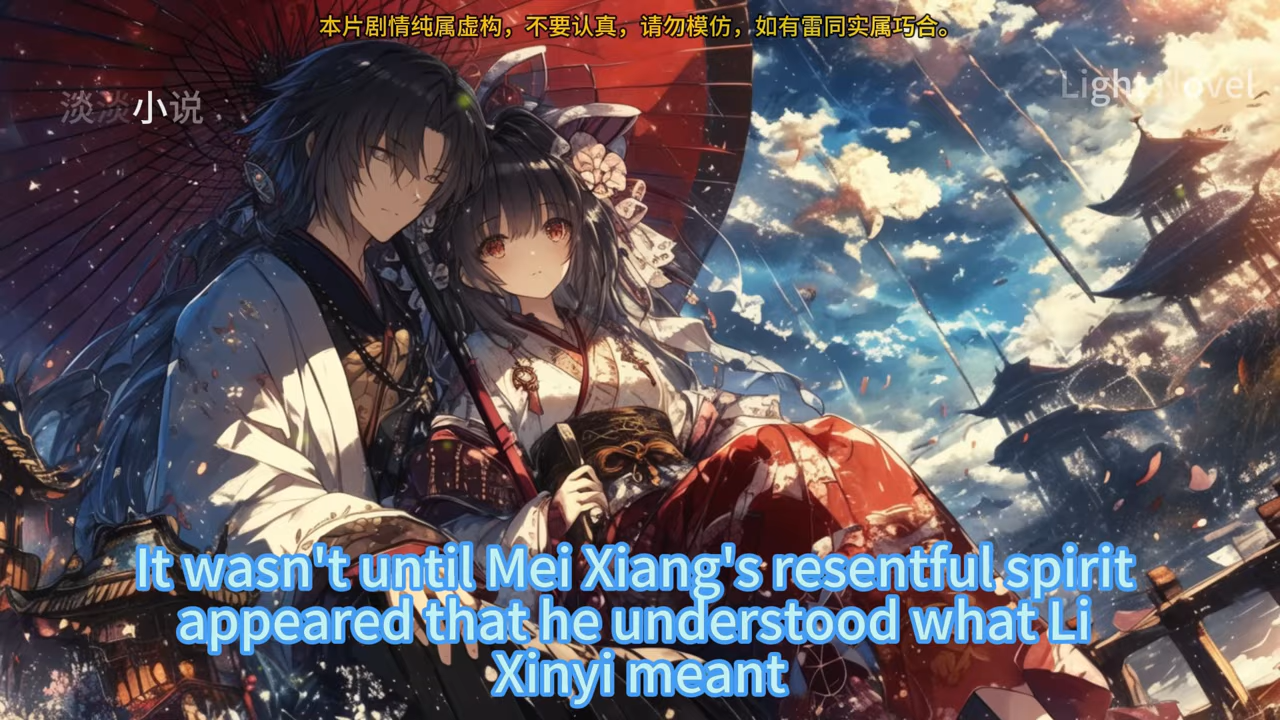 本片剧情纯属虚构，不要认真，请勿模仿，如有雷同实属巧合。
淡淡小说
Light Novel
It wasn't until Mei Xiang's resentful spirit
appeared that he understood what Li
Xinyi meant